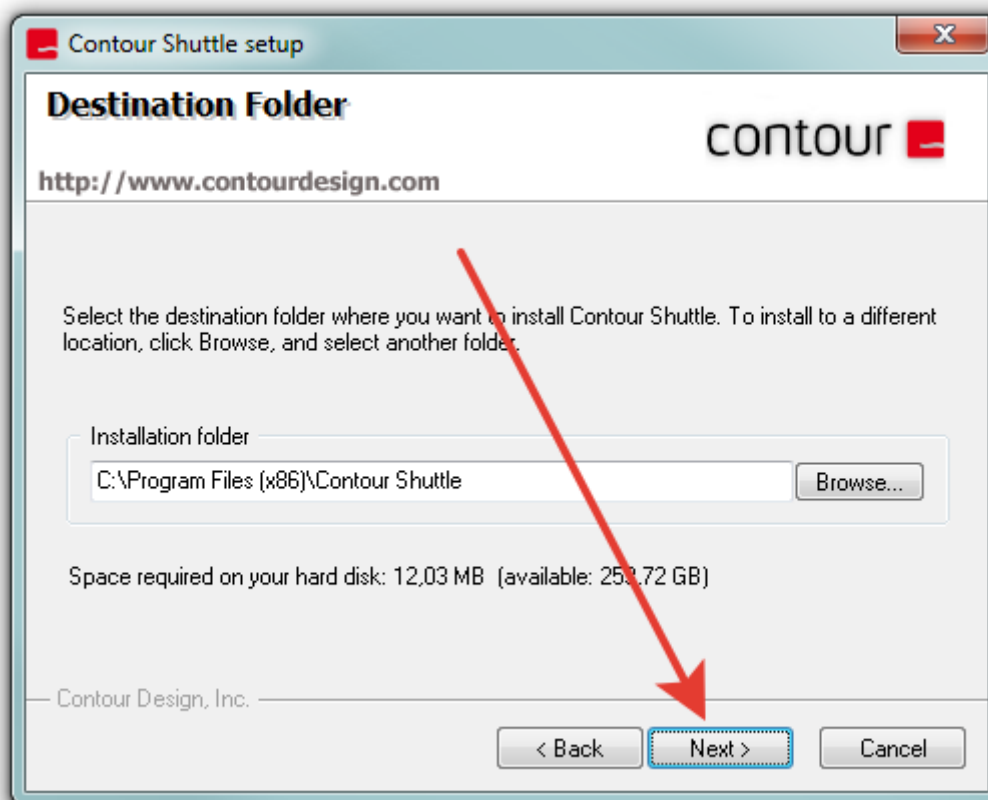 Contour Shuttle setup
Destination Folder
contour
http://www.contourdesign.com
Select the destination folder where you want to install Contour Shuttle. To install to a different
location, click Browse, and select another folder.
Installation folder
C:\Program Files (x86)\Contour Shuttle
Browse...
Space required on your hard disk: 12,03 MB (available: 253,72 GB)
Contour Design, Inc.
< Back
Next >
Cancel